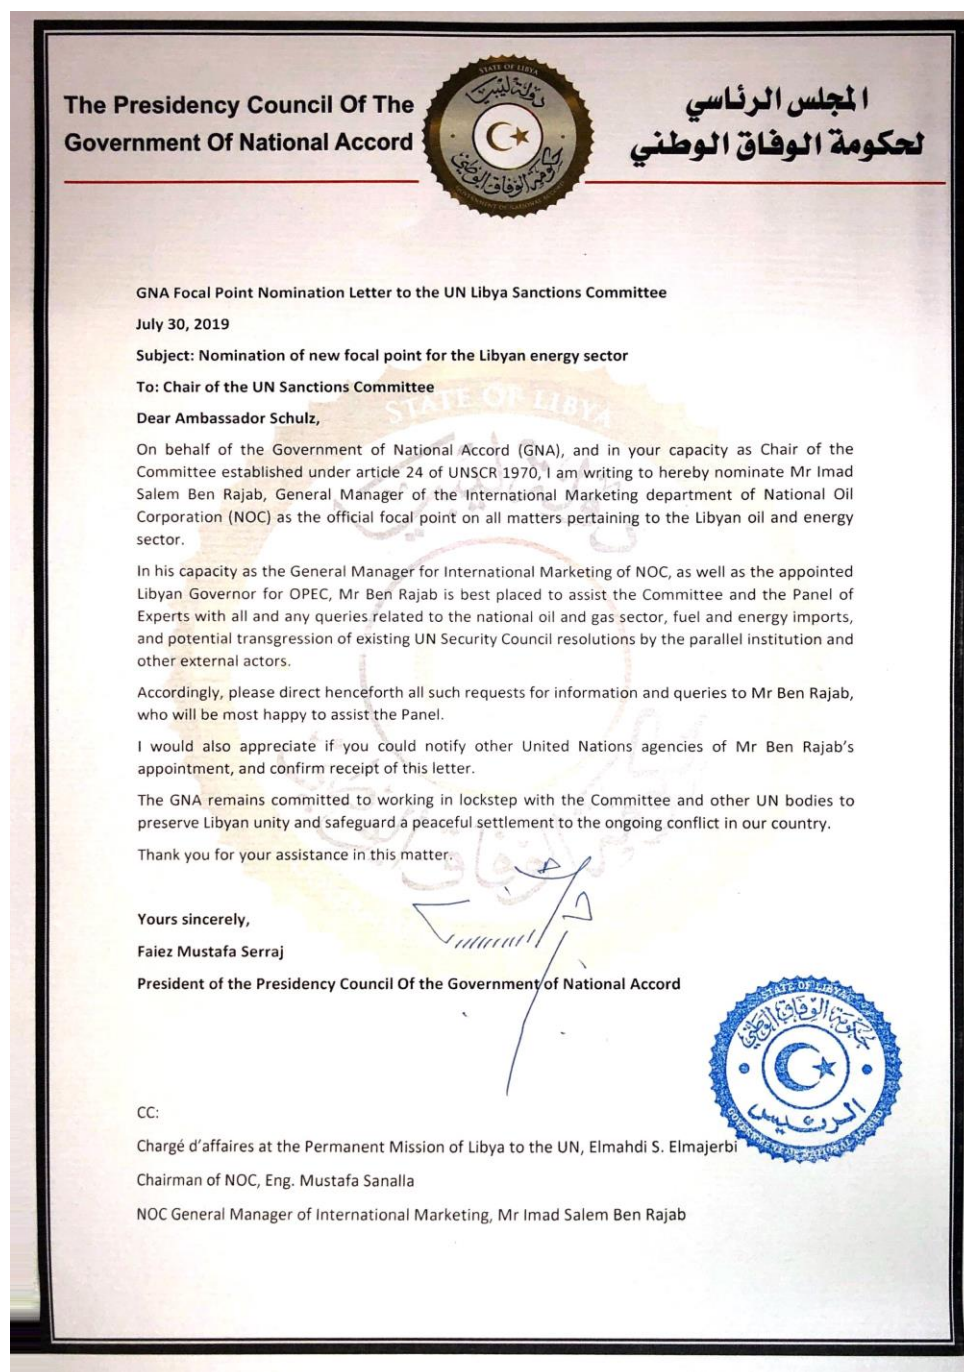 The Presidency Council Of The
Government Of National Accord
المجلس الرئاسي
لحكومة الوفاق الوطني
STATE OF LIBYA
دولة ليبيا
حكومة الوفاق الوطني
GOVERNMENT OF NATIONAL ACCORD
GNA Focal Point Nomination Letter to the UN Libya Sanctions Committee
July 30, 2019
Subject: Nomination of new focal point for the Libyan energy sector
To: Chair of the UN Sanctions Committee
Dear Ambassador Schulz,
On behalf of the Government of National Accord (GNA), and in your capacity as Chair of the
Committee established under article 24 of UNSCR 1970, I am writing to hereby nominate Mr Imad
Salem Ben Rajab, General Manager of the International Marketing department of National Oil
Corporation (NOC) as the official focal point on all matters pertaining to the Libyan oil and energy
sector.
In his capacity as the General Manager for International Marketing of NOC, as well as the appointed
Libyan Governor for OPEC, Mr Ben Rajab is best placed to assist the Committee and the Panel of
Experts with all and any queries related to the national oil and gas sector, fuel and energy imports,
and potential transgression of existing UN Security Council resolutions by the parallel institution and
other external actors.
Accordingly, please direct henceforth all such requests for information and queries to Mr Ben Rajab,
who will be most happy to assist the Panel.
I would also appreciate if you could notify other United Nations agencies of Mr Ben Rajab's
appointment, and confirm receipt of this letter.
The GNA remains committed to working in lockstep with the Committee and other UN bodies to
preserve Libyan unity and safeguard a peaceful settlement to the ongoing conflict in our country.
Thank you for your assistance in this matter.
STATE OF LIBYA
دولة ليبيا
حكومة الوفاق الوطني
Yours sincerely,
Faiez Mustafa Serraj
President of the Presidency Council Of the Government of National Accord
STATE OF LIBYA
حكومة الوفاق الوطني
الرئيس
GOVERNMENT OF NATIONAL ACCORD
CC:
Chargé d'affaires at the Permanent Mission of Libya to the UN, Elmahdi S. Elmajerbi
Chairman of NOC, Eng. Mustafa Sanalla
NOC General Manager of International Marketing, Mr Imad Salem Ben Rajab